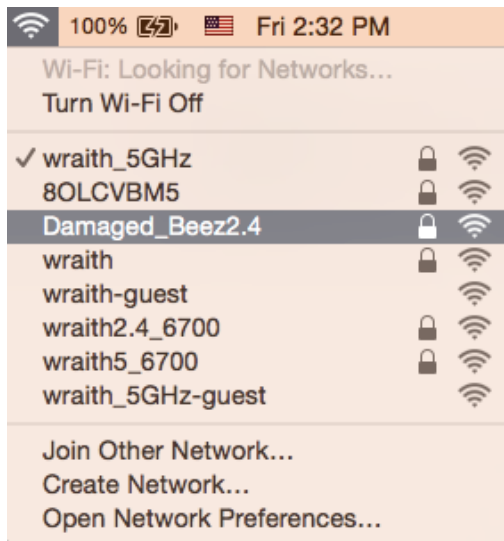 100% Fri 2:32 PM
Wi-Fi: Looking for Networks...
Turn Wi-Fi Off
wraith_5GHz
8OLCVBM5
Damaged_Beez2.4
wraith
wraith-guest
wraith2.4_6700
wraith5_6700
wraith_5GHz-guest
Join Other Network...
Create Network...
Open Network Preferences...